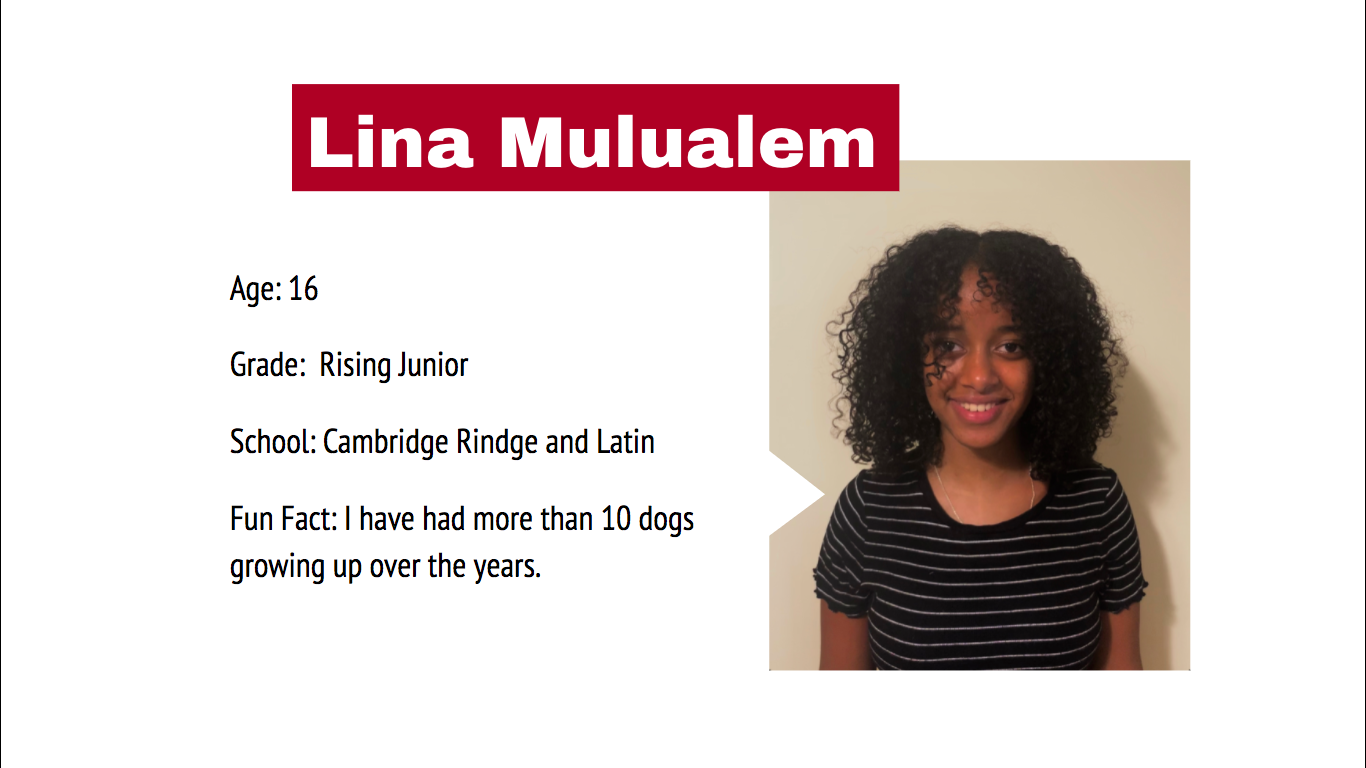 Lina Mulualem
Age: 16
Grade:  Rising Junior
School: Cambridge Rindge and Latin
Fun Fact: I have had more than 10 dogs
growing up over the years.